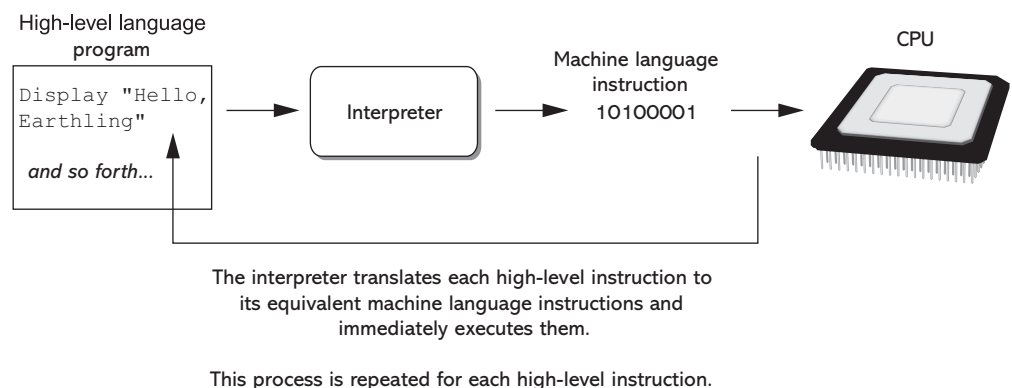 High-level language
program
Display "Hello,
Earthling"
and so forth...
Interpreter
Machine language
instruction
10100001
CPU
The interpreter translates each high-level instruction to
its equivalent machine language instructions and
immediately executes them.
This process is repeated for each high-level instruction.